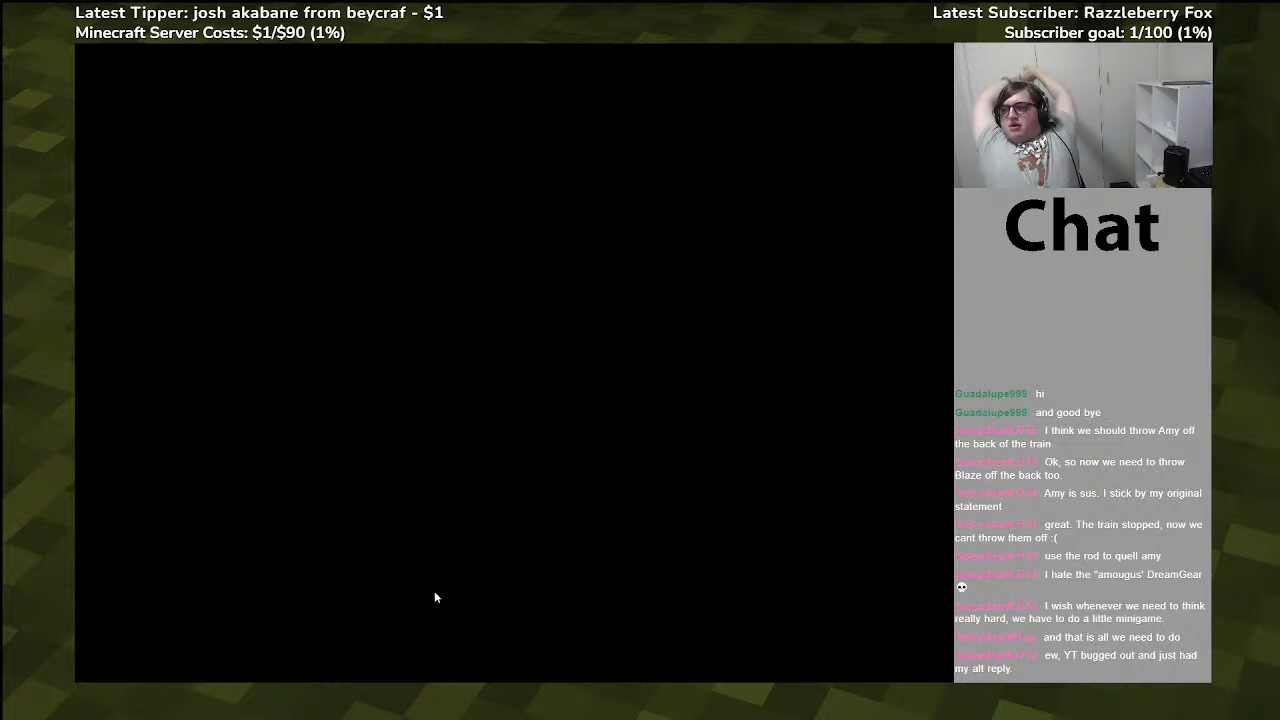 Latest Tipper: josh akabane from beycraf - $1
Minecraft Server Costs: $1/$90 (1%)
Latest Subscriber: Razzleberry Fox
Subscriber goal: 1/100 (1%)
Chat
Guadalupe999 hi
Guadalupe999 and good bye
I think we should throw Amy off
the back of the train.
Ok, so now we need to throw
Blaze off the back too.
Amy is sus. I stick by my original
statement
great. The train stopped, now we
cant throw them off :(
use the rod to quell amy
I hate the "amougus' DreamGear
💀
I wish whenever we need to think
really hard, we have to do a little minigame.
and that is all we need to do
ew, YT bugged out and just had
my alt reply.